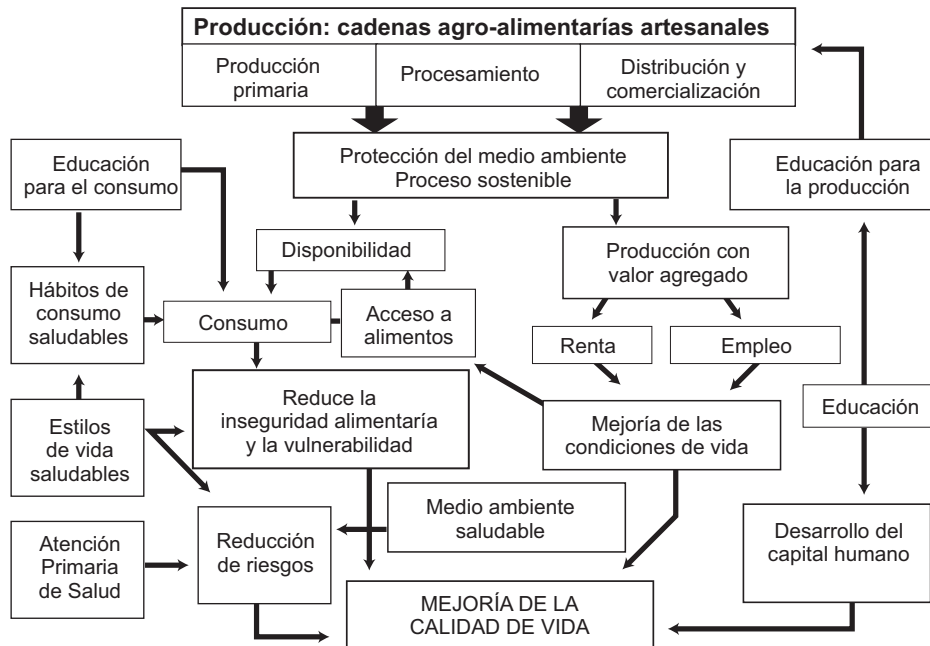 Producción: cadenas agro-alimentarías artesanales
Producción
primaria
Procesamiento
Distribución y
comercialización
Protección del medio ambiente
Proceso sostenible
Educación
para el consumo
Educación para
la producción
Disponibilidad
Producción con
valor agregado
Hábitos de
consumo
saludables
Consumo
Acceso a
alimentos
Renta
Empleo
Reduce la
inseguridad alimentaría
y la vulnerabilidad
Estilos
de vida
saludables
Mejoría de las
condiciones de vida
Educación
Medio ambiente
saludable
Atención
Primaria
de Salud
Reducción
de riesgos
Desarrollo del
capital humano
MEJORÍA DE LA
CALIDAD DE VIDA